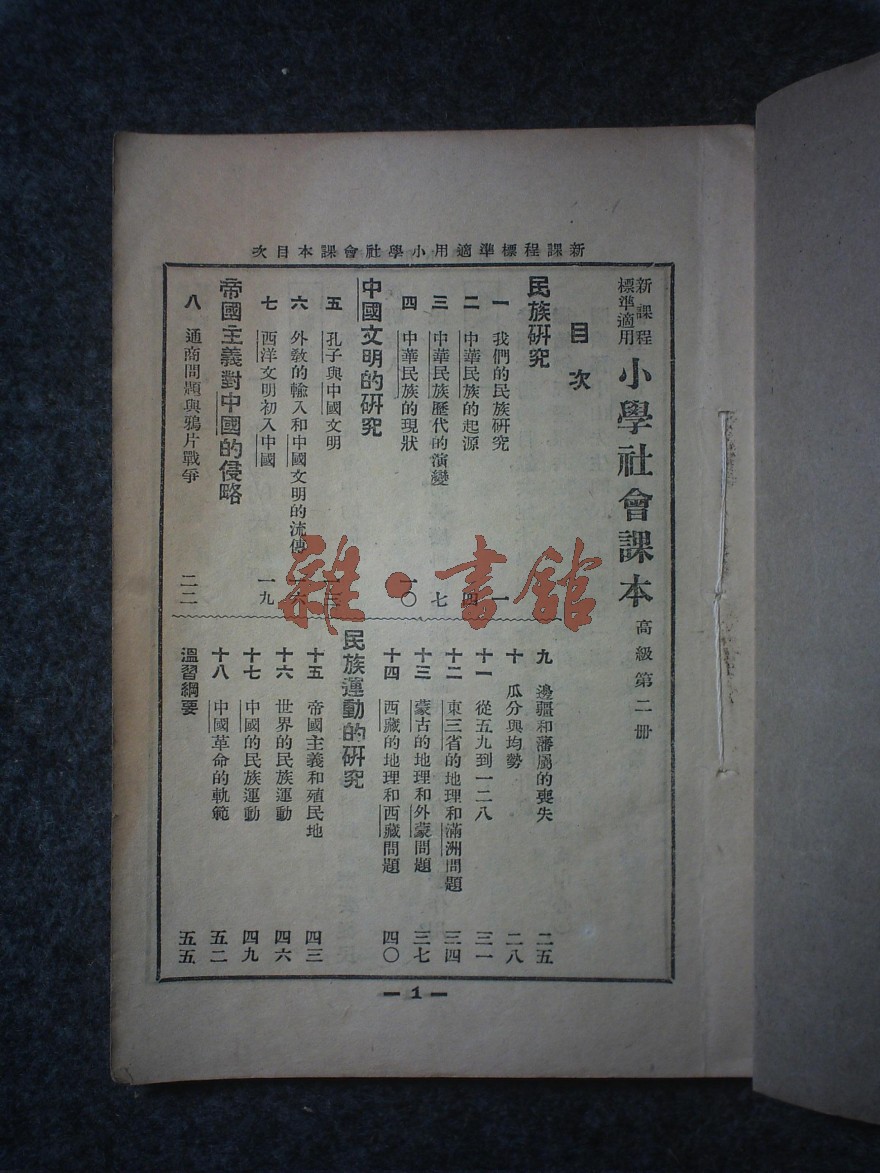 新課程標準適用小學社會課本目次
新課程
標準適用
小學社會課本 高級第二冊
目次
民族研究
一 我們的民族研究 一
二 中華民族的起源 四
三 中華民族歷代的演變 七
四 中華民族的現狀 一〇
中國文明的研究
五 孔子與中國文明 一三
六 外教的輸入和中國文明的流傳 一六
七 西洋文明初入中國 一九
帝國主義對中國的侵略
八 通商問題與鴉片戰爭 二二
九 邊疆和藩屬的喪失 二五
十 瓜分與均勢 二八
十一 從五九到一二八 三一
十二 東三省的地理和滿洲問題 三四
十三 蒙古的地理和外蒙問題 三七
十四 西藏的地理和西藏問題 四〇
民族運動的研究
十五 帝國主義和殖民地 四三
十六 世界的民族運動 四六
十七 中國的民族運動 四九
十八 中國革命的軌範 五二
溫習綱要 五五
— 1 —
雜·書館